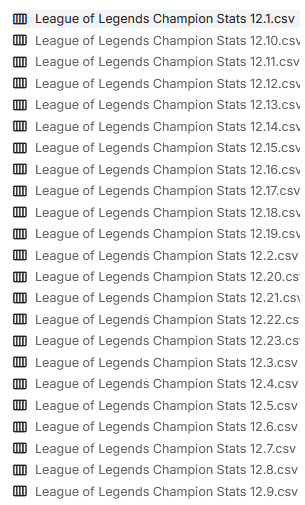 League of Legends Champion Stats 12.1.csv
League of Legends Champion Stats 12.10.csv
League of Legends Champion Stats 12.11.csv
League of Legends Champion Stats 12.12.csv
League of Legends Champion Stats 12.13.csv
League of Legends Champion Stats 12.14.csv
League of Legends Champion Stats 12.15.csv
League of Legends Champion Stats 12.16.csv
League of Legends Champion Stats 12.17.csv
League of Legends Champion Stats 12.18.csv
League of Legends Champion Stats 12.19.csv
League of Legends Champion Stats 12.2.csv
League of Legends Champion Stats 12.20.cs
League of Legends Champion Stats 12.21.csv
League of Legends Champion Stats 12.22.cs
League of Legends Champion Stats 12.23.cs
League of Legends Champion Stats 12.3.csv
League of Legends Champion Stats 12.4.csv
League of Legends Champion Stats 12.5.csv
League of Legends Champion Stats 12.6.csv
League of Legends Champion Stats 12.7.csv
League of Legends Champion Stats 12.8.csv
League of Legends Champion Stats 12.9.csv